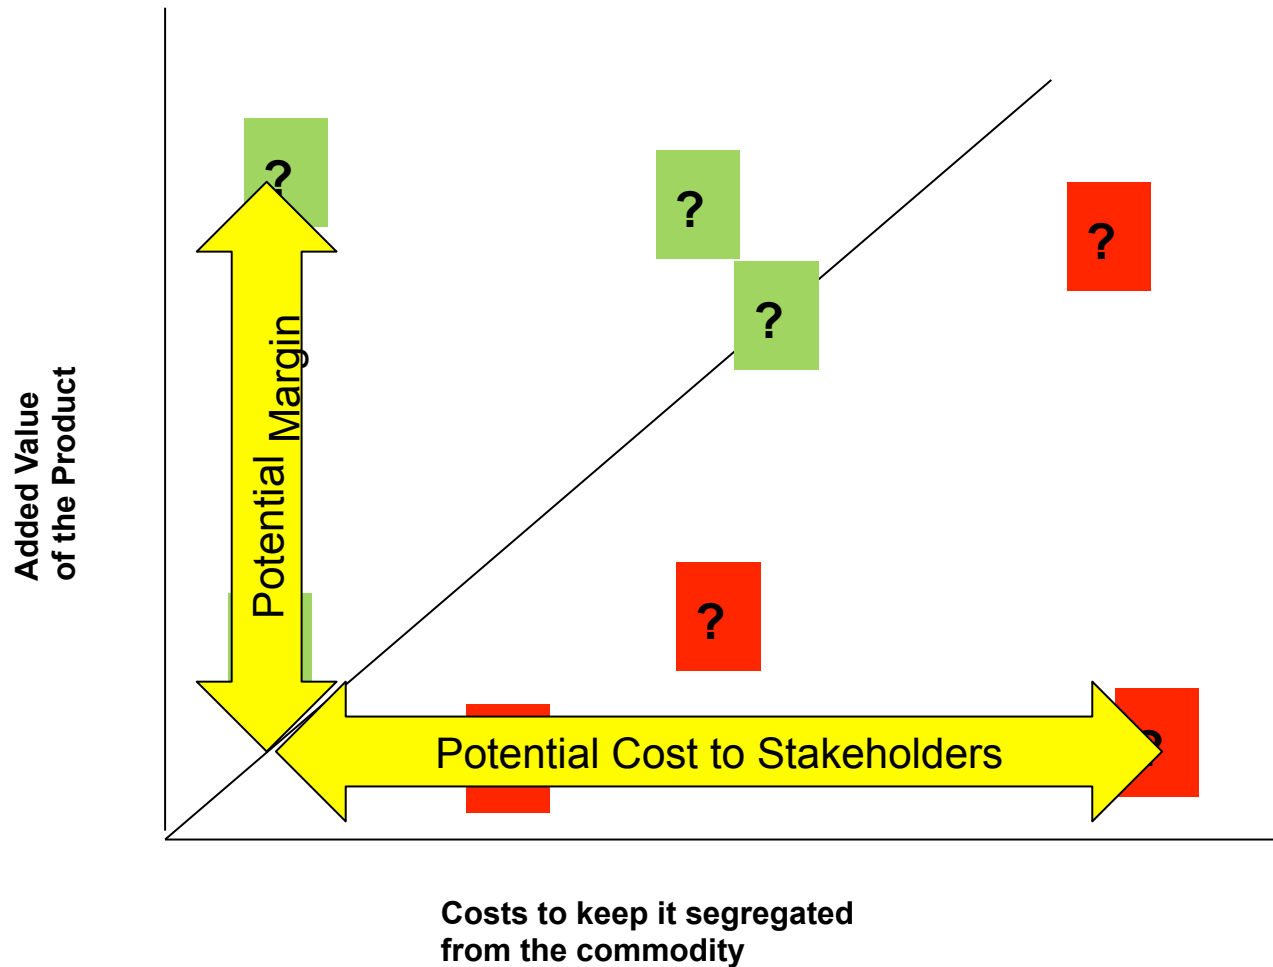 ?
?
?
?
Potential Margin
Added Value
of the Product
?
Potential Cost to Stakeholders
?
Costs to keep it segregated
from the commodity